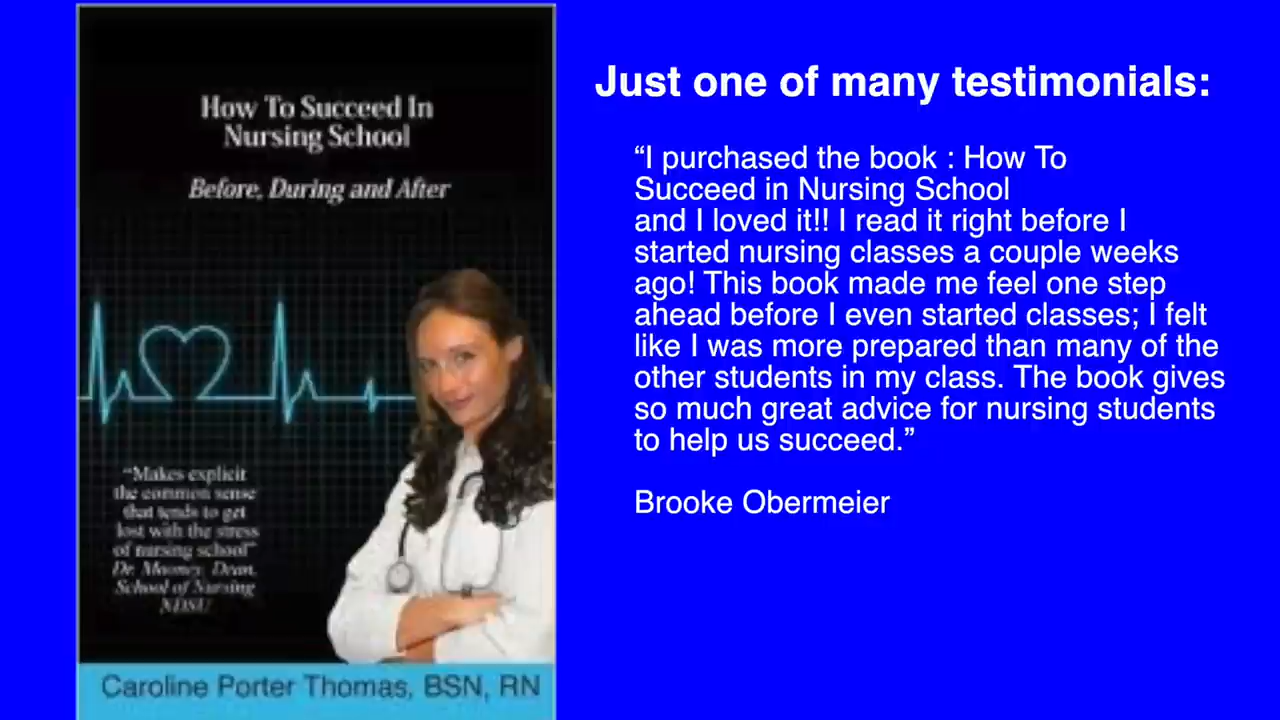 How To Succeed In
Nursing School
Before, During and After
"Makes explicit
the common sense
that tends to get
lost with the stress
of nursing school"
Dr. Mooney, Dean,
School of Nursing
NDSU
Caroline Porter Thomas, BSN, RN
Just one of many testimonials:
“I purchased the book : How To
Succeed in Nursing School
and I loved it!! I read it right before I
started nursing classes a couple weeks
ago! This book made me feel one step
ahead before I even started classes; I felt
like I was more prepared than many of the
other students in my class. The book gives
so much great advice for nursing students
to help us succeed.”
Brooke Obermeier